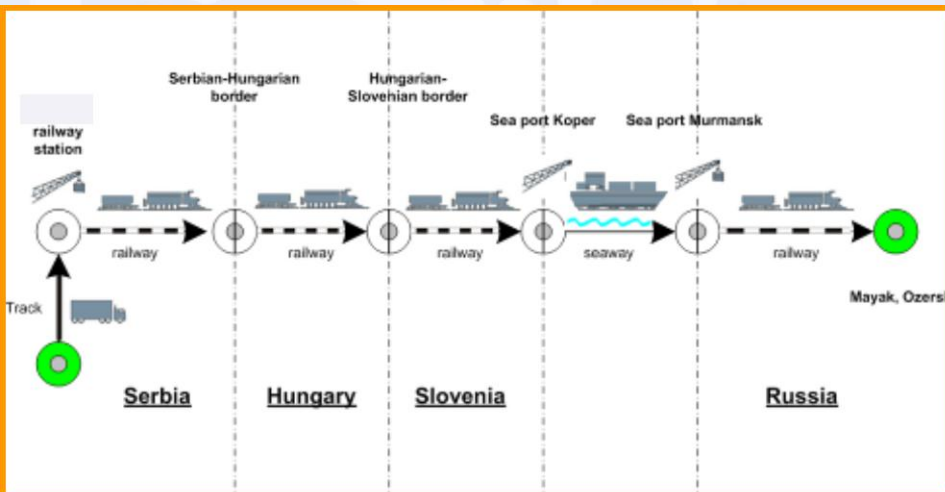 Serbian-Hungarian
border
Hungarian-
Slovenian border
Sea port Koper
Sea port Murmansk
railway
station
railway
railway
railway
seaway
railway
Track
Mayak, Ozers
Serbia
Hungary
Slovenia
Russia